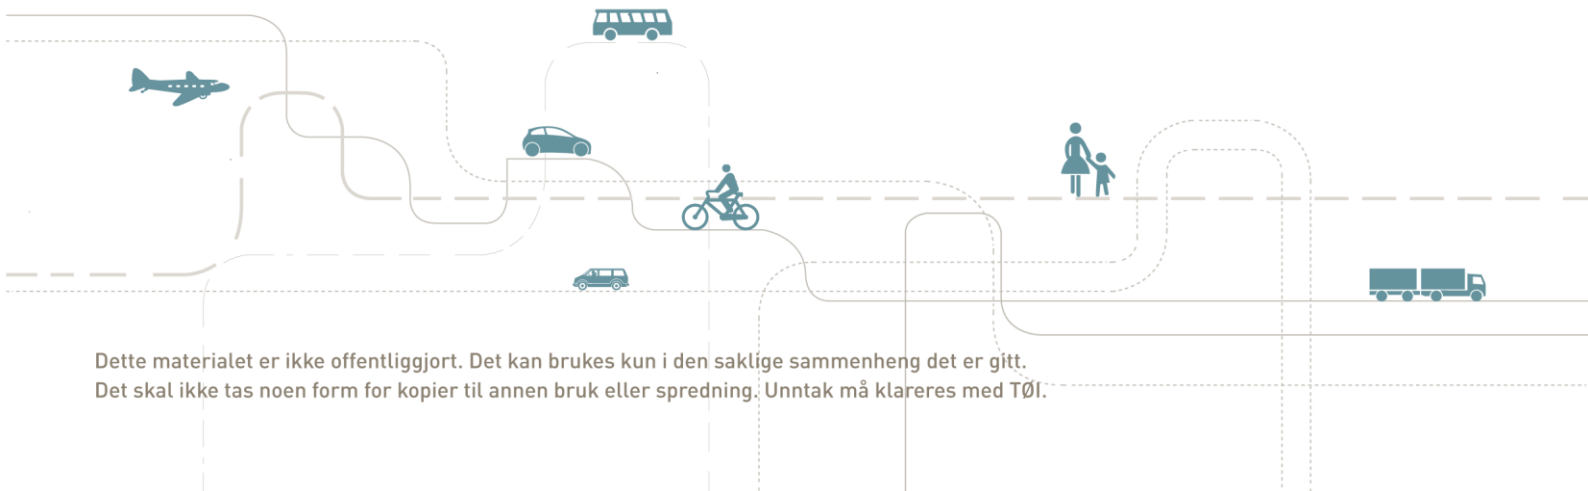 Dette materialet er ikke offentliggjort. Det kan brukes kun i den saklige sammenheng det er gitt.
Det skal ikke tas noen form for kopier til annen bruk eller spredning. Unntak må klareres med TØI.